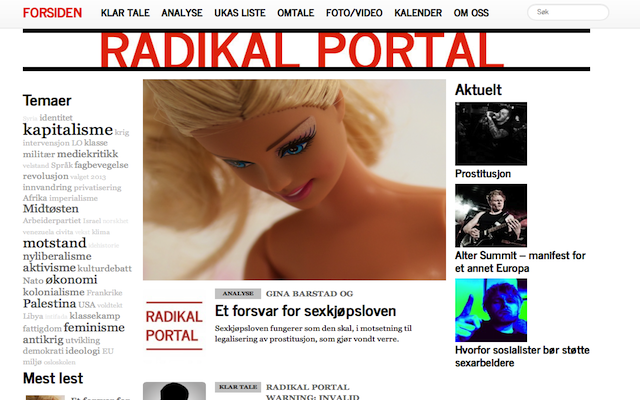 FORSIDEN KLAR TALE ANALYSE UKAS LISTE OMTALE FOTO/VIDEO KALENDER OM OSS Søk
RADIKAL PORTAL
Temaer
Syria identitet
kapitalisme krig
intervensjon LO klasse
militær mediekritikk
velstand Språk fagbevegelse
revolusjon valget 2013
innvandring privatisering
Afrika imperialisme
Midtøsten
Arbeiderpartiet Israel
venezuela civita klima
motstand
nyliberalisme
aktivisme kulturdebatt
Nato økonomi
kolonialisme Frankrike
Palestina USA voldtekt
Libya klassekamp
fattigdom feminisme
antikrig utvikling
demokrati ideologi EU
miljø
Mest lest
Et forsvar for
RADIKAL
PORTAL
ANALYSE GINA BARSTAD OG
Et forsvar for sexkjøpsloven
Sexkjøpsloven fungerer som den skal, i motsetning til
legalisering av prostitusjon, som gjør vondt verre.
KLAR TALE RADIKAL PORTAL
WARNING: INVALID
Aktuelt
Prostitusjon
Alter Summit – manifest for
et annet Europa
Hvorfor sosialister bør støtte
sexarbeidere